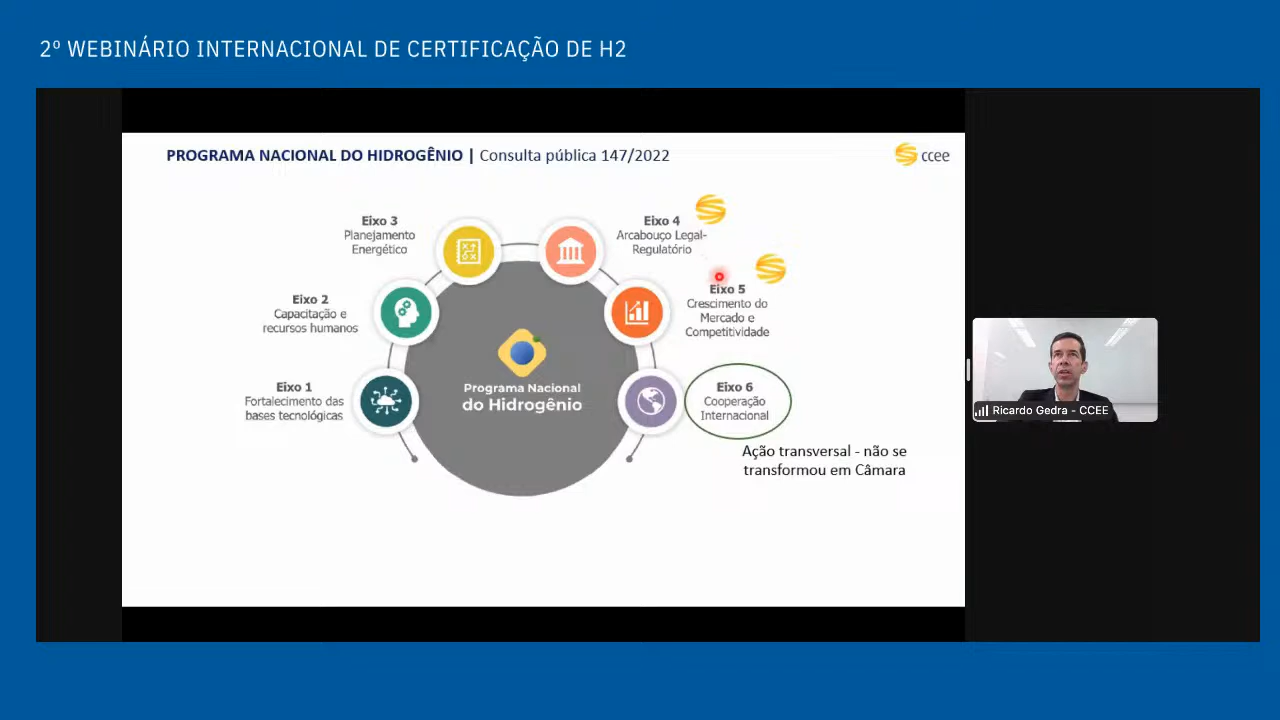 2º WEBINÁRIO INTERNACIONAL DE CERTIFICAÇÃO DE H2
PROGRAMA NACIONAL DO HIDROGÊNIO | Consulta pública 147/2022
ccee
Eixo 3
Planejamento
Energético
Eixo 4
Arcabouço Legal-
Regulatório
Eixo 2
Capacitação e
recursos humanos
Eixo 5
Crescimento do
Mercado e
Competitividade
Eixo 1
Fortalecimento das
bases tecnológicas
Programa Nacional
do Hidrogênio
Eixo 6
Cooperação
Internacional
Ação transversal - não se
transformou em Câmara
Ricardo Gedra - CCEE